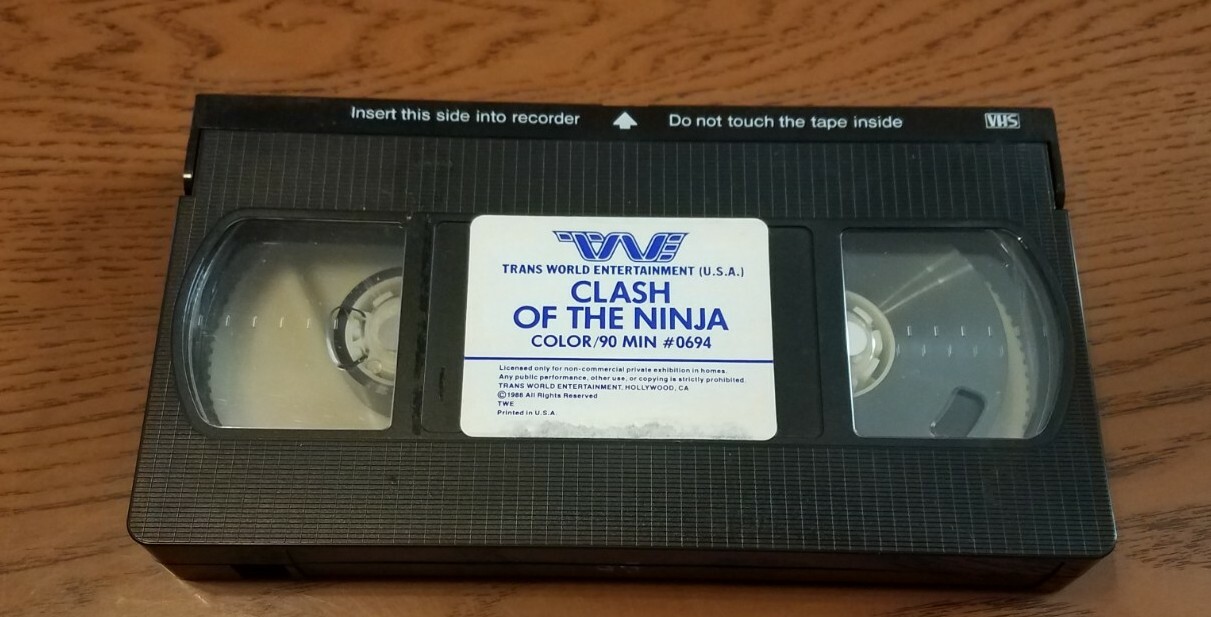 Insert this side into recorder Do not touch the tape inside VHS
TWE
TRANS WORLD ENTERTAINMENT (U.S.A.)
CLASH
OF THE NINJA
COLOR/90 MIN #0694
Licensed only for non-commercial private exhibition in homes.
Any public performance, other use, or copying is strictly prohibited.
TRANS WORLD ENTERTAINMENT, HOLLYWOOD, CA
©1986 All Rights Reserved
TWE
Printed in U.S.A.